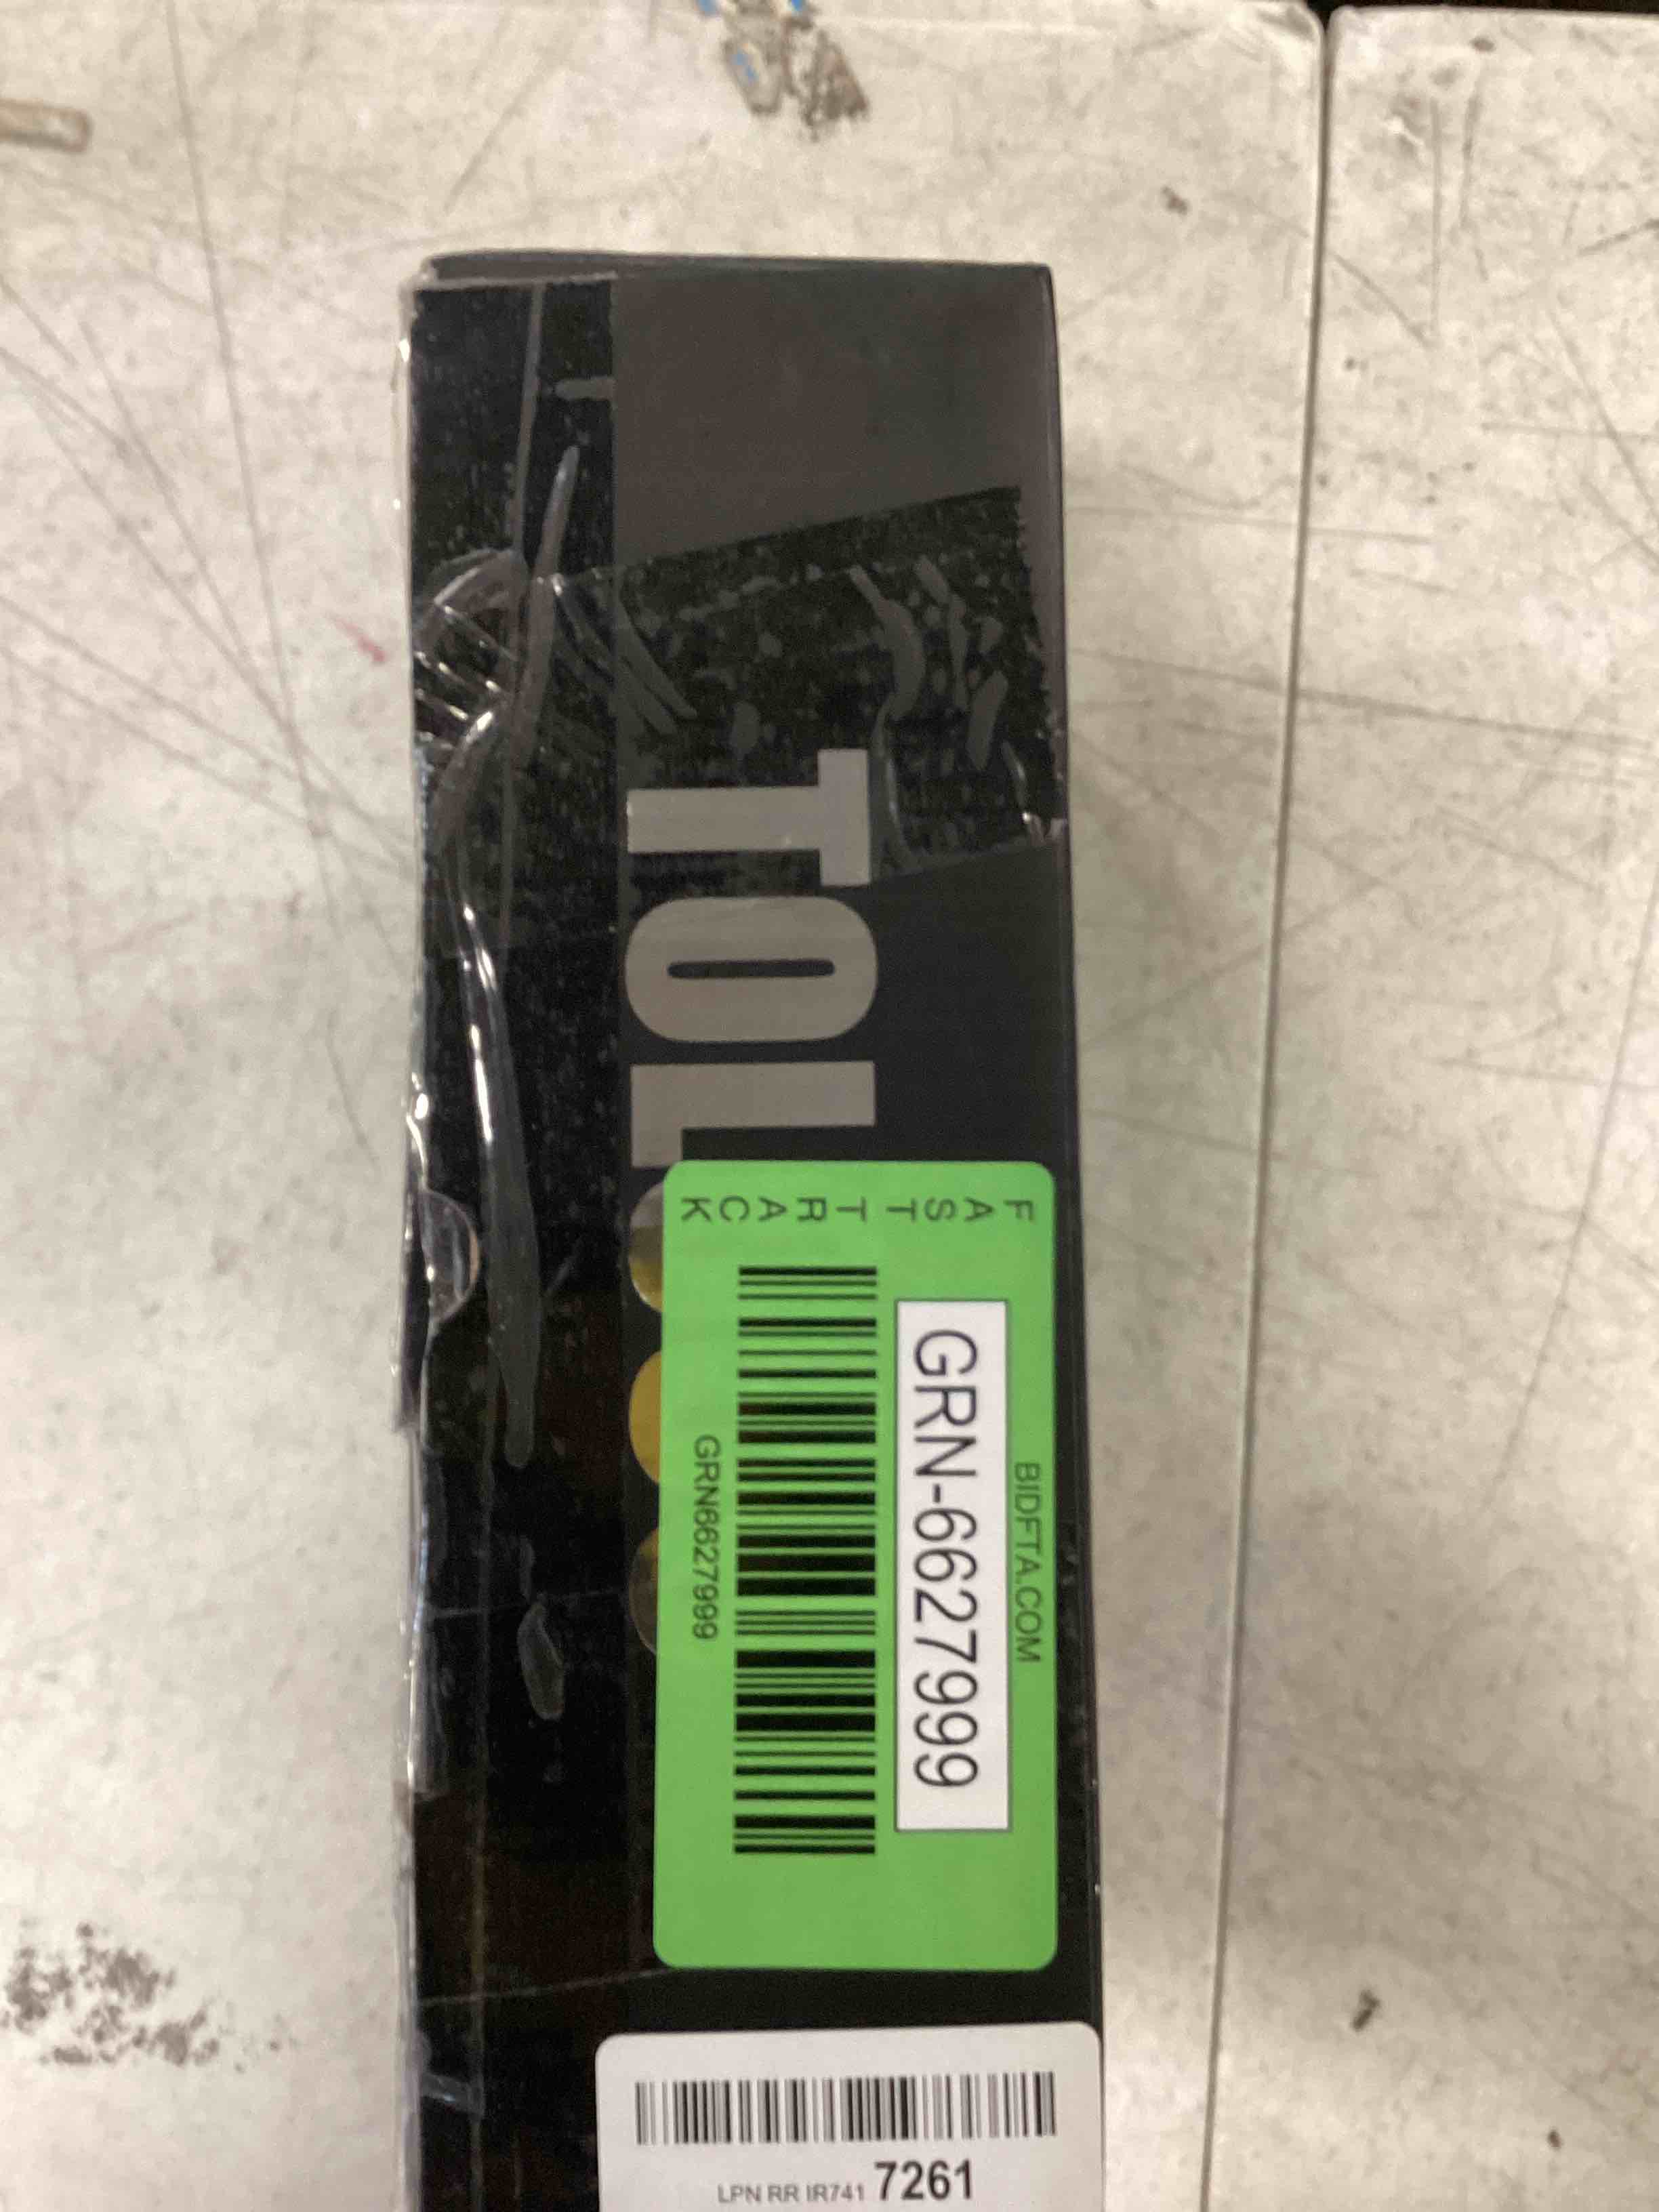 TOL
FAST TRACK
BIDFTA.COM
GRN-6627999
GRN6627999
LPN RR IR741 7261